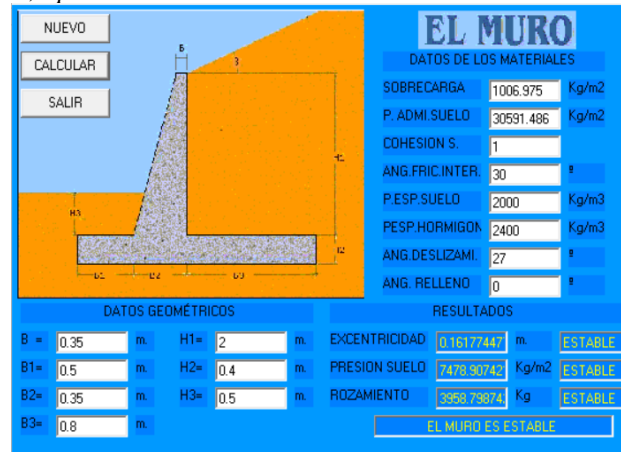 NUEVO
CALCULAR
SALIR
B
B
H1
H3
H2
B1 B2 B3
EL MURO
DATOS DE LOS MATERIALES
SOBRECARGA 1006.975 Kg/m2
P. ADMI.SUELO 30591.486 Kg/m2
COHESION S. 1
ANG.FRIC.INTER. 30 º
P.ESP.SUELO 2000 Kg/m3
PESP.HORMIGON 2400 Kg/m3
ANG.DESLIZAMI. 27 º
ANG. RELLENO 0 º
DATOS GEOMÉTRICOS
B = 0.35 m. H1= 2 m.
B1= 0.5 m. H2= 0.4 m.
B2= 0.35 m. H3= 0.5 m.
B3= 0.8 m.
RESULTADOS
EXCENTRICIDAD 0.16177447 m. ESTABLE
PRESION SUELO 7478.90742 Kg/m2 ESTABLE
ROZAMIENTO 3958.79874 Kg ESTABLE
EL MURO ES ESTABLE